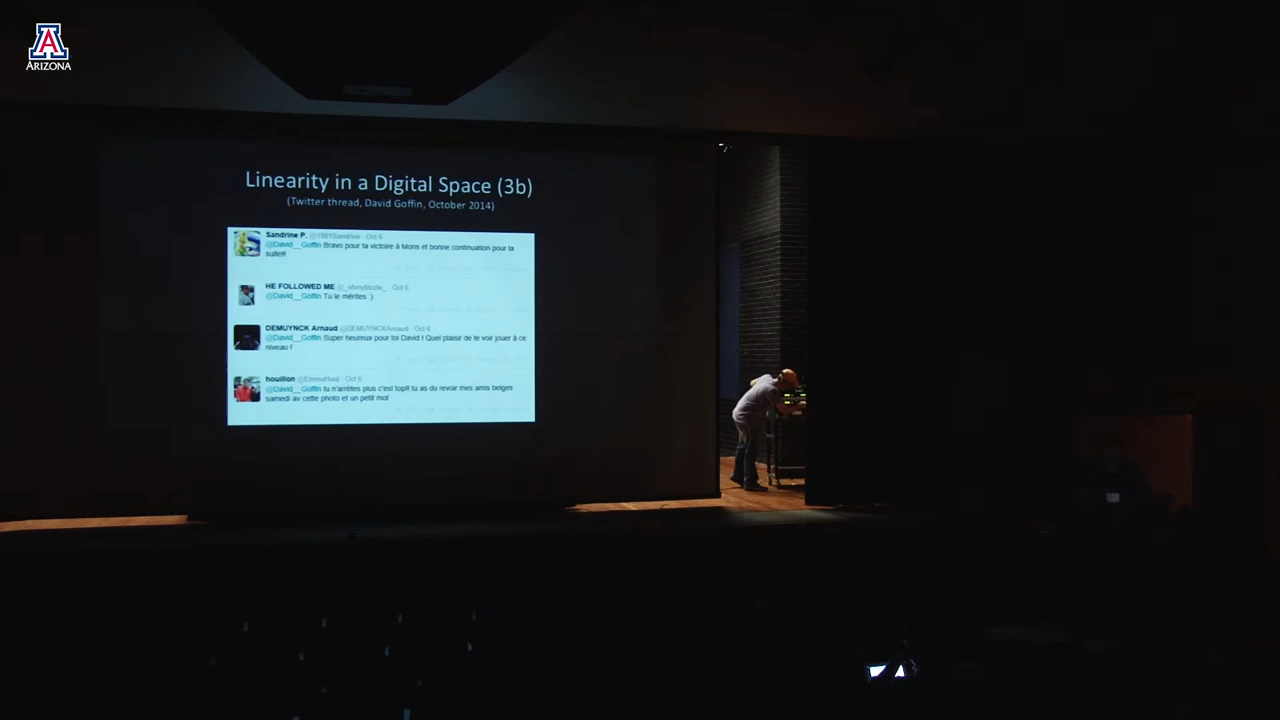 A
ARIZONA
Linearity in a Digital Space (3b)
(Twitter thread, David Goffin, October 2014)
Sandrine P. @1961Sandrine · Oct 6
@David__Goffin Bravo pour ta victoire à Mons et bonne continuation pour la
suite!!
HE FOLLOWED ME Oct 6
@David__Goffin Tu le mérites :)
DEMUYNCK Arnaud @DEMUYNCKArnaud · Oct 6
@David__Goffin Super heureux pour toi David ! Quel plaisir de te voir jouer à ce
niveau !
houillon @EmmaHoul · Oct 6
@David__Goffin tu n'arrêtes plus c'est top!! tu as du revoir mes amis belges
samedi av cette photo et un petit mot